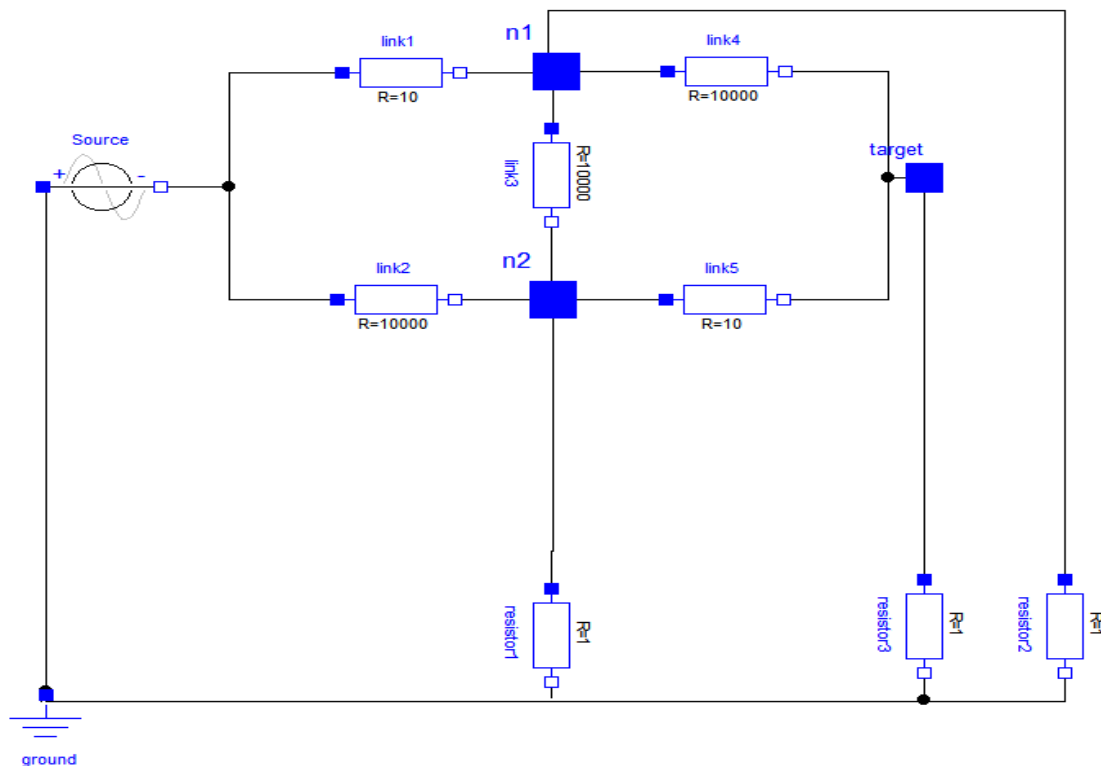 n1
link1
link4
R=10
R=10000
Source
+ -
link3
R=10000
target
n2
link2
link5
R=10000
R=10
resistor1
R=1
resistor3
R=1
resistor2
R=1
ground